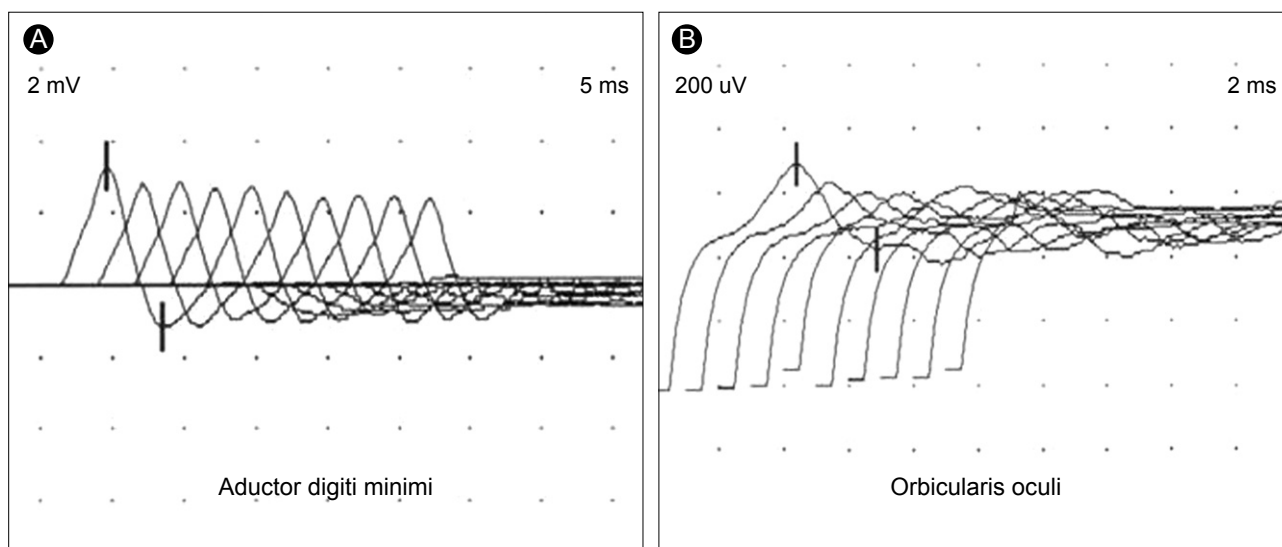 A
2 mV
5 ms
Aductor digiti minimi
B
200 uV
2 ms
Orbicularis oculi